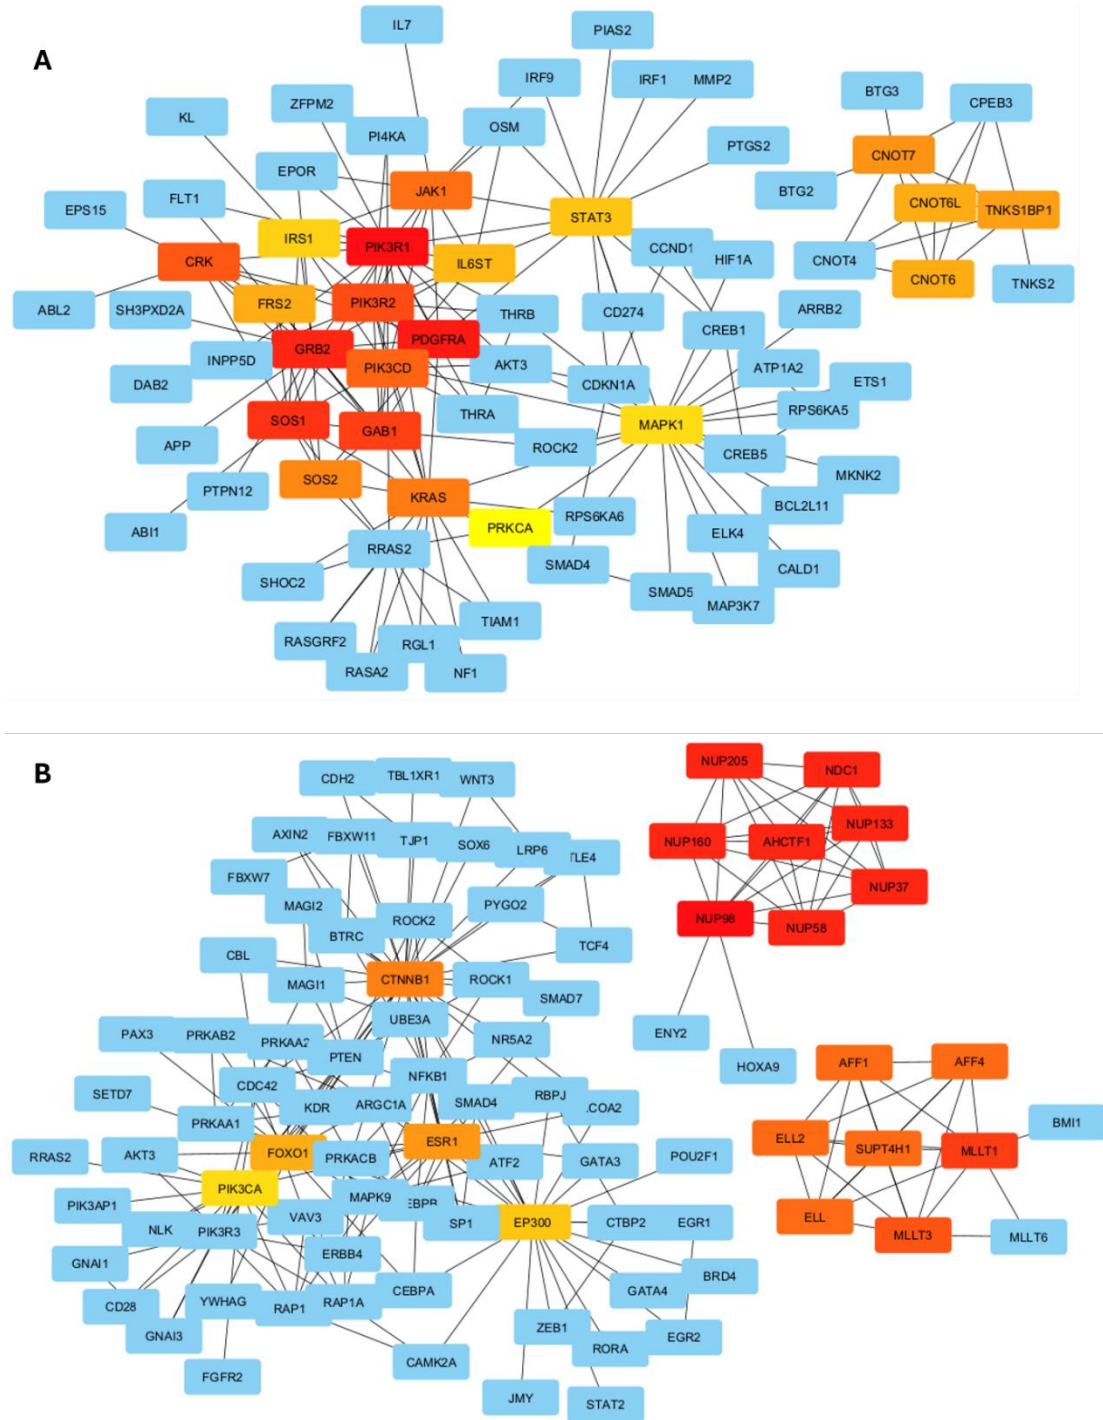 A
IL7
PIAS2
IRF9
IRF1
MMP2
BTG3
CPEB3
KL
ZFPM2
PI4KA
OSM
PTGS2
CNOT7
EPOR
JAK1
BTG2
CNOT6L
TNKS1BP1
EPS15
FLT1
IRS1
PIK3R1
STAT3
CCND1
HIF1A
CNOT4
CNOT6
TNKS2
CRK
IL6ST
ABL2
SH3PXD2A
FRS2
PIK3R2
THRB
CD274
ARRB2
GRB2
PDGFRA
CREB1
INPP5D
PIK3CD
AKT3
CDKN1A
ATP1A2
ETS1
DAB2
RPS6KA5
SOS1
GAB1
THRA
MAPK1
APP
ROCK2
CREB5
MKNK2
SOS2
PTPN12
KRAS
BCL2L11
ABI1
PRKCA
RPS6KA6
ELK4
RRAS2
SMAD4
CALD1
SHOC2
SMAD5
MAP3K7
TIAM1
RASGRF2
RGL1
RASA2
NF1
B
CDH2
TBL1XR1
WNT3
NUP205
NDC1
AXIN2
FBXW11
TJP1
SOX6
LRP6
TLE4
NUP160
AHCTF1
NUP133
FBXW7
MAGI2
ROCK2
PYGO2
NUP37
NUP98
NUP58
BTRC
TCF4
CBL
MAGI1
CTNNB1
ROCK1
SMAD7
UBE3A
PAX3
PRKAB2
PRKAA2
PTEN
NR5A2
ENY2
HOXA9
NFKB1
CDC42
SETD7
KDR
ARGC1A
SMAD4
RBPJ
COA2
AFF1
AFF4
PRKAA1
BMI1
RRAS2
AKT3
FOXO1
ESR1
ELL2
SUPT4H1
MLLT1
PRKACB
ATF2
GATA3
POU2F1
PIK3CA
PIK3AP1
MAPK9
EBPB
SP1
EP300
CTBP2
EGR1
ELL
MLLT3
MLLT6
NLK
PIK3R3
VAV3
GNAI1
ERBB4
CEBPA
BRD4
CD28
YWHAG
RAP1
RAP1A
GATA4
GNAI3
ZEB1
EGR2
RORA
FGFR2
CAMK2A
JMY
STAT2